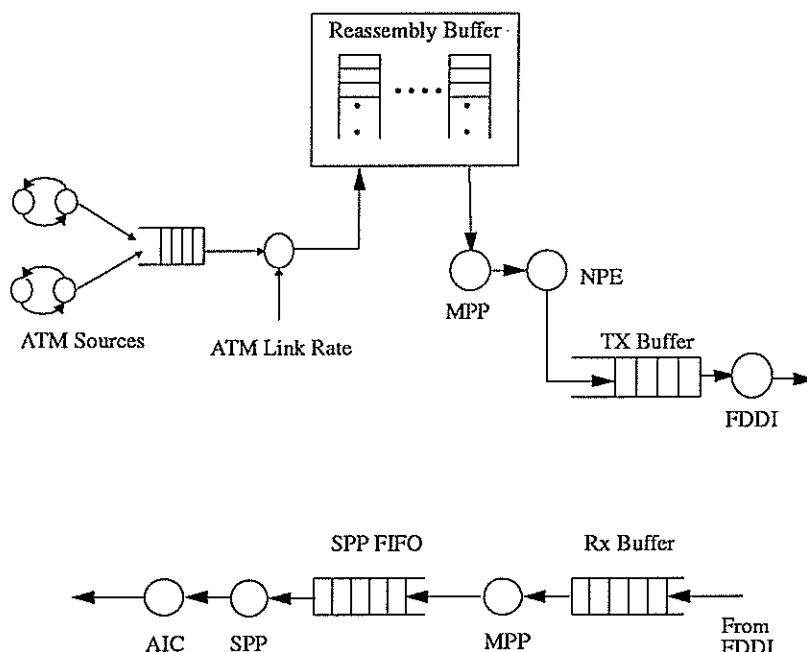 Reassembly Buffer
ATM Sources
ATM Link Rate
MPP
NPE
TX Buffer
FDDI
SPP FIFO
Rx Buffer
AIC
SPP
MPP
From
FDDI